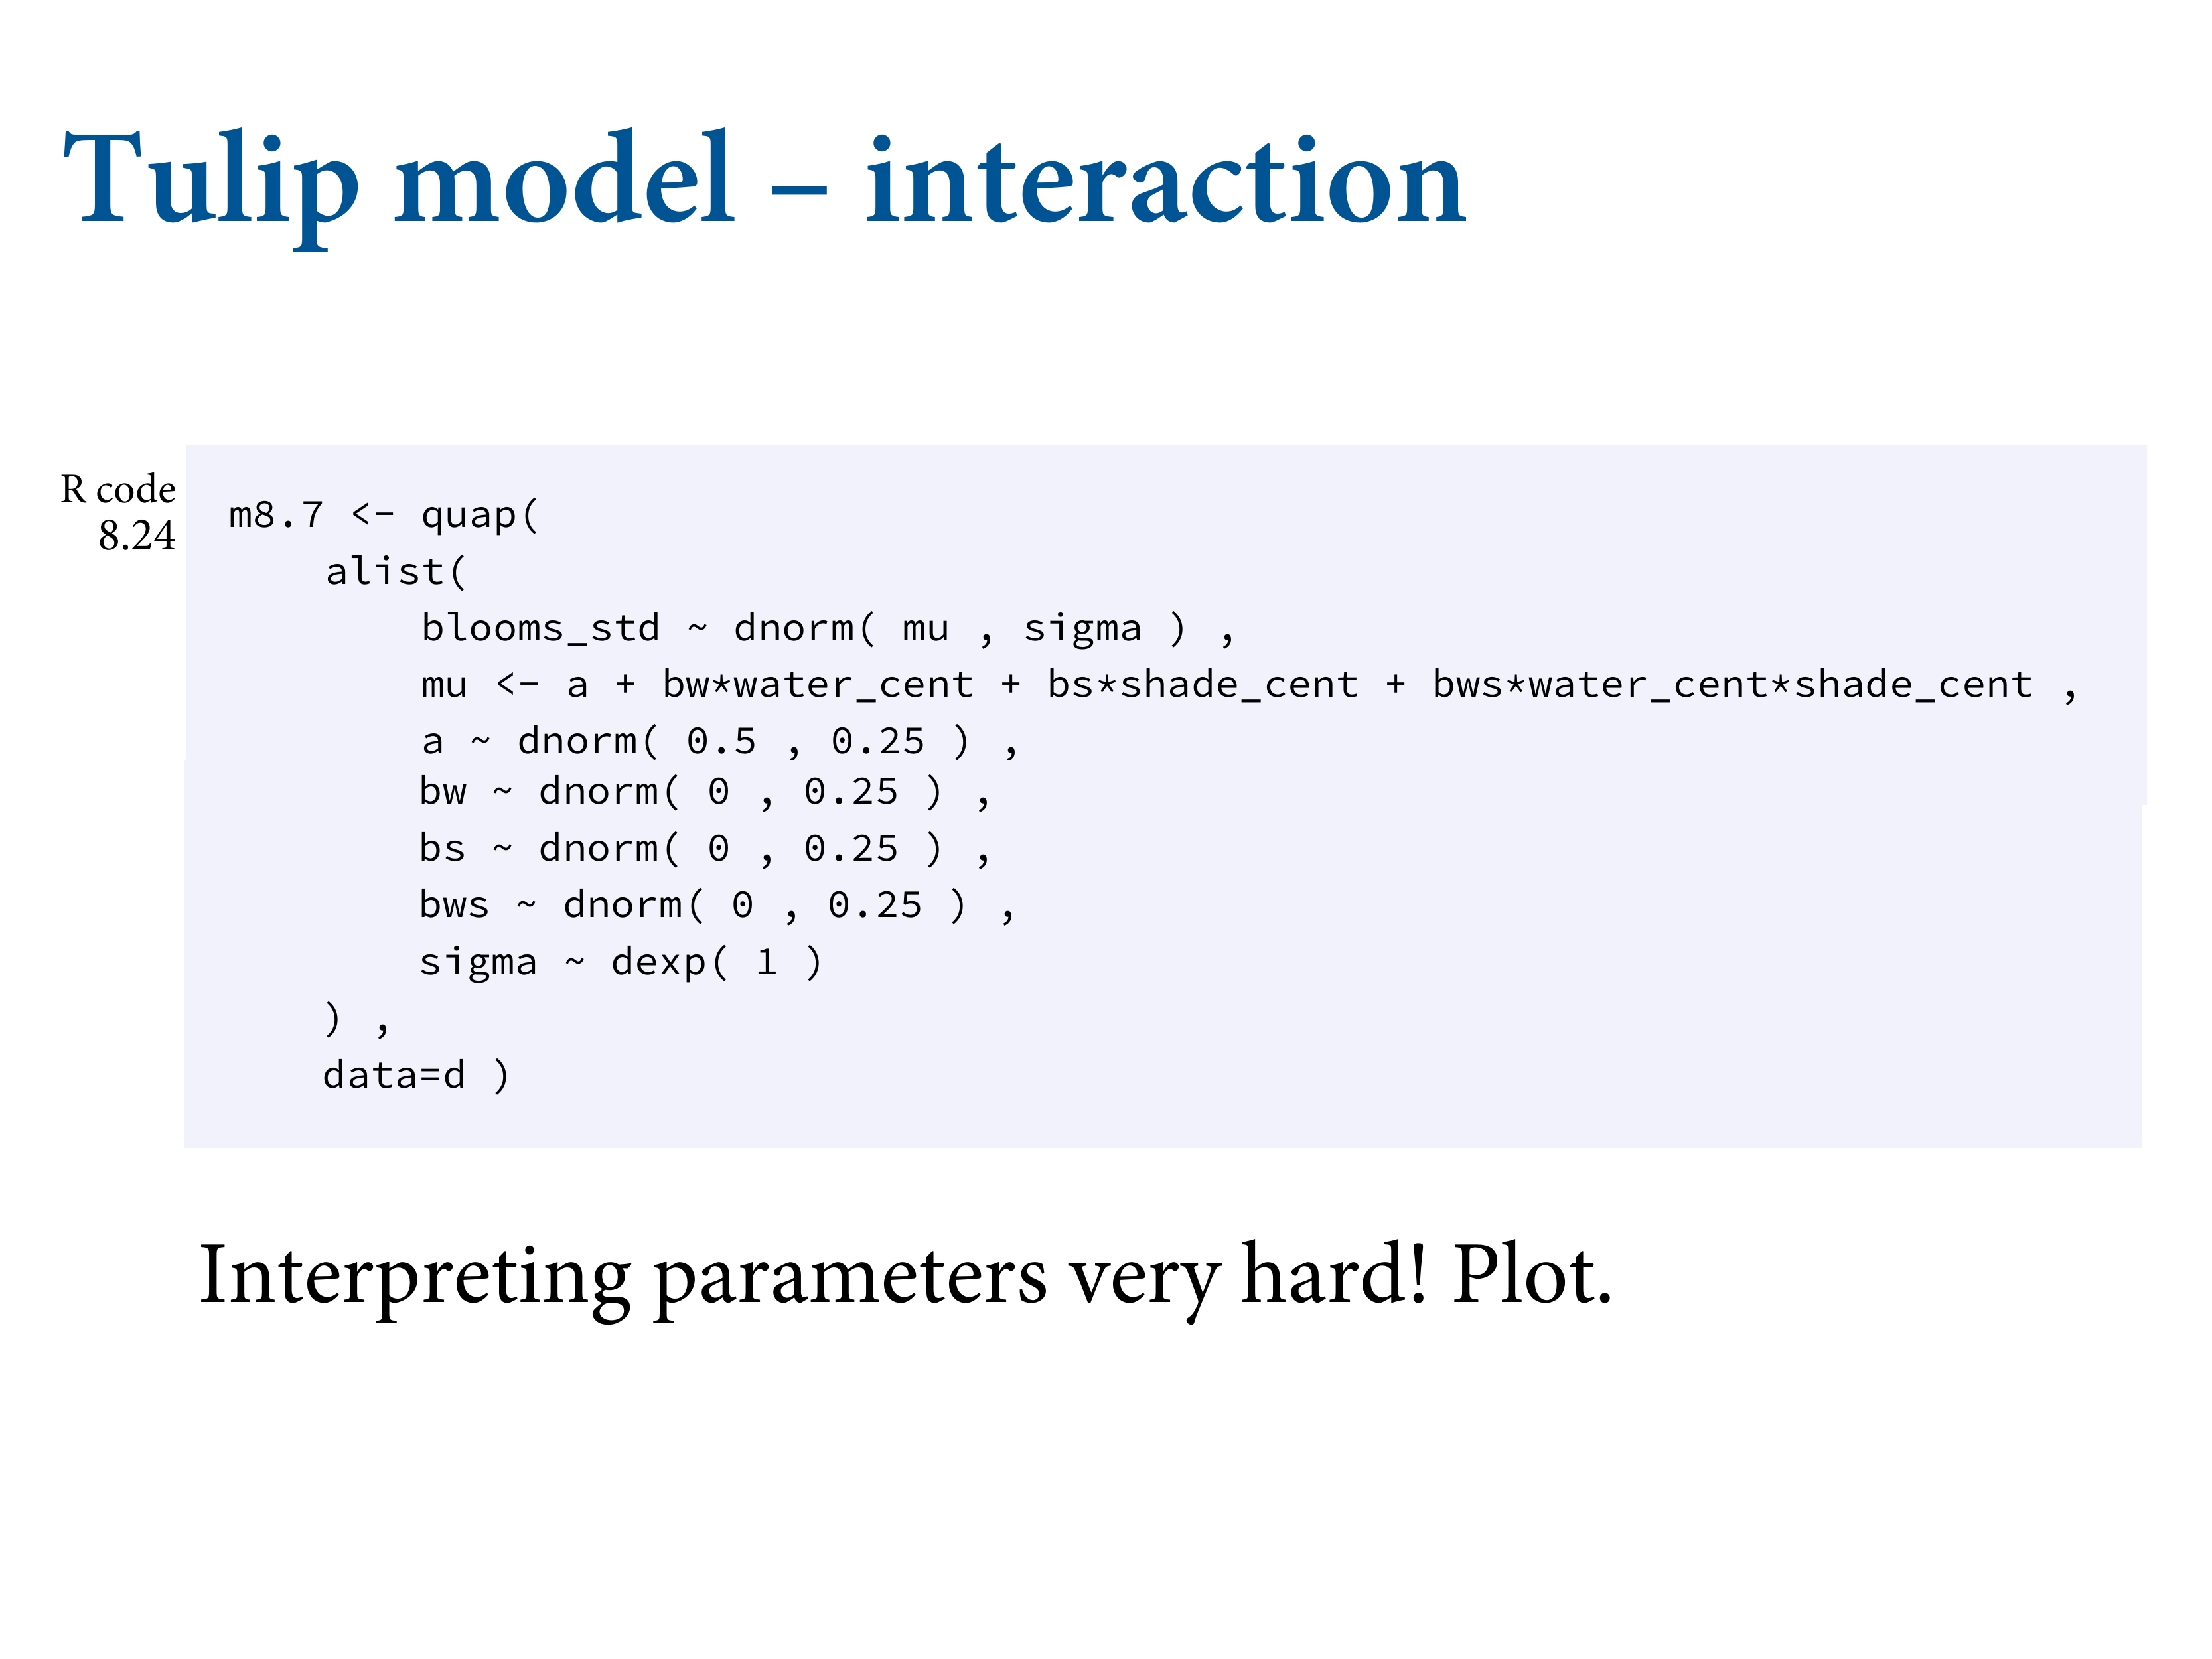 Tulip model – interaction
R code
8.24
m8.7 <- quap(
    alist(
        blooms_std ~ dnorm( mu , sigma ) ,
        mu <- a + bw*water_cent + bs*shade_cent + bws*water_cent*shade_cent ,
        a ~ dnorm( 0.5 , 0.25 ) ,
        bw ~ dnorm( 0 , 0.25 ) ,
        bs ~ dnorm( 0 , 0.25 ) ,
        bws ~ dnorm( 0 , 0.25 ) ,
        sigma ~ dexp( 1 )
    ) ,
    data=d )
Interpreting parameters very hard! Plot.